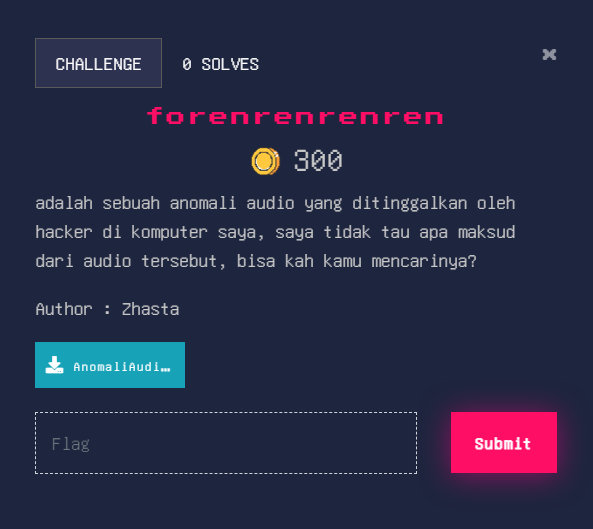 CHALLENGE
0 SOLVES
×
forenrenrenren
300
adalah sebuah anomali audio yang ditinggalkan oleh
hacker di komputer saya, saya tidak tau apa maksud
dari audio tersebut, bisa kah kamu mencarinya?
Author : Zhasta
AnomaliAudi…
Flag
Submit